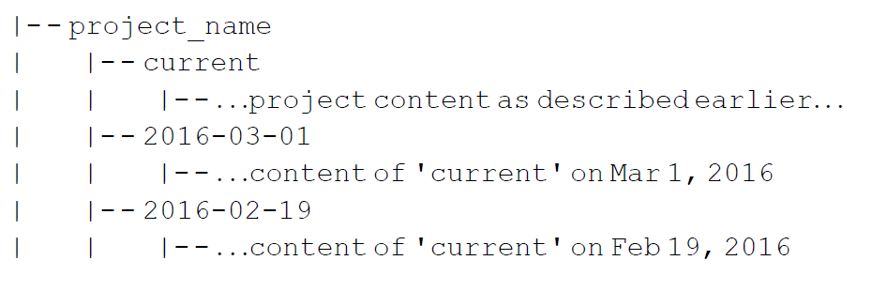 |--project_name
|   |--current
|   |   |--...project content as described earlier...
|   |--2016-03-01
|   |   |--...content of 'current' on Mar 1, 2016
|   |--2016-02-19
|   |   |--...content of 'current' on Feb 19, 2016